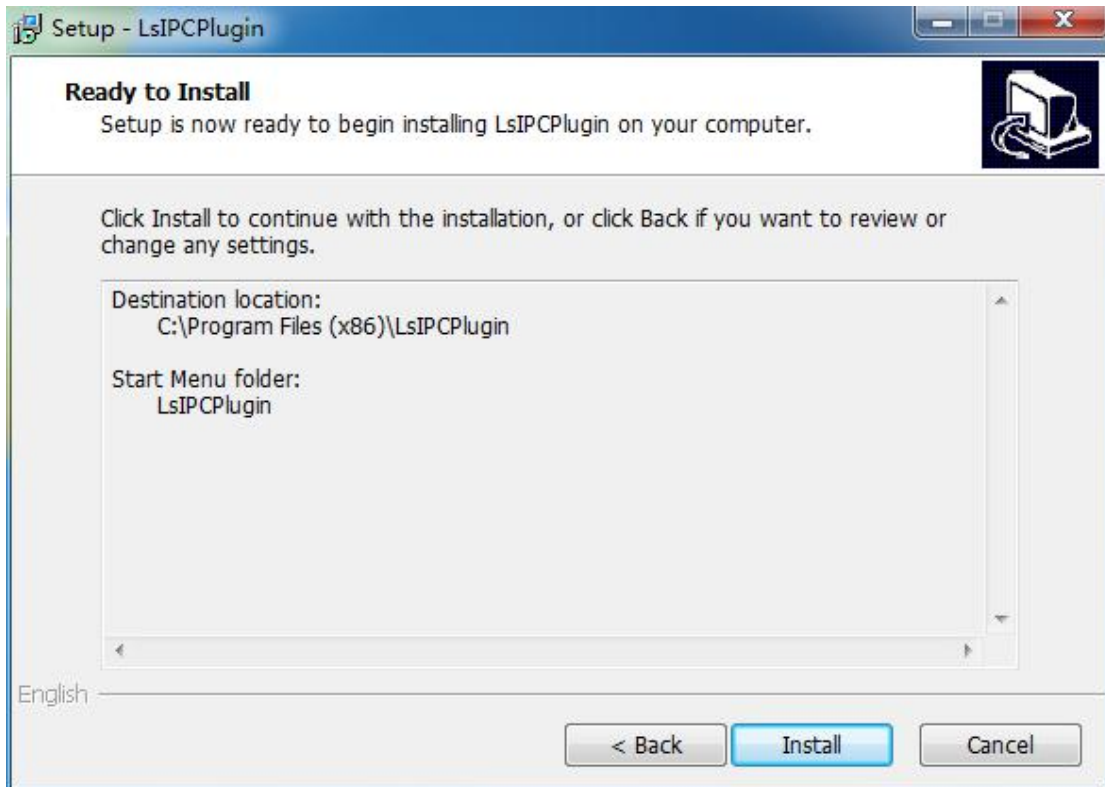 Setup - LsIPCPlugin
Ready to Install
Setup is now ready to begin installing LsIPCPlugin on your computer.
Click Install to continue with the installation, or click Back if you want to review or
change any settings.
Destination location:
C:\Program Files (x86)\LsIPCPlugin
Start Menu folder:
LsIPCPlugin
English
< Back
Install
Cancel